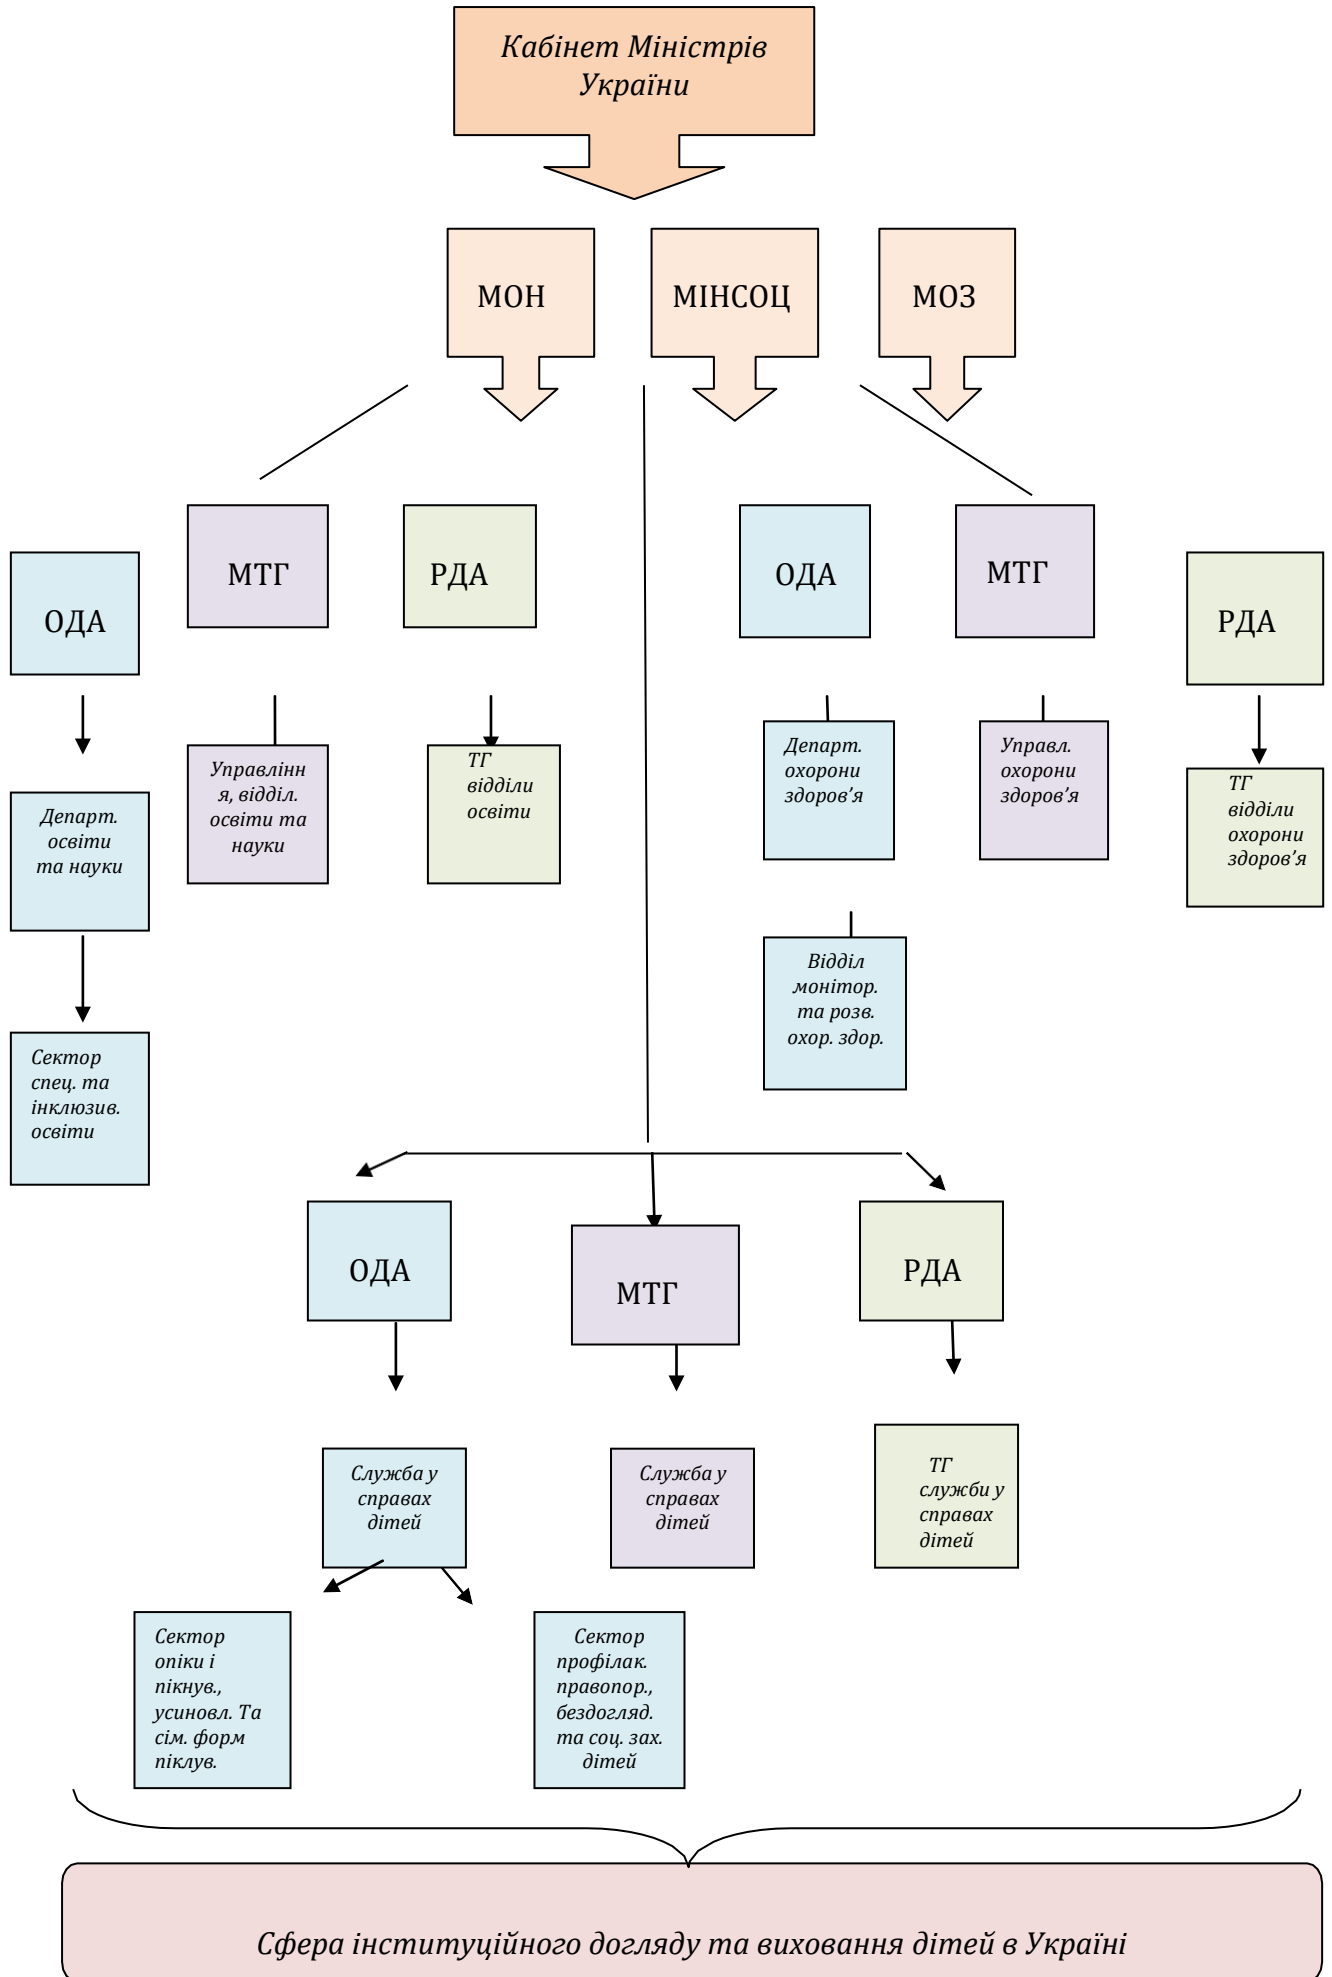 Кабінет Міністрів
України
МОН
МІНСОЦ
МОЗ
ОДА
МТГ
РДА
ОДА
МТГ
РДА
Департ.
освіти
та науки
Управлінн
я, відділ.
освіти та
науки
ТГ
відділи
освіти
Департ.
охорони
здоров’я
Управл.
охорони
здоров’я
ТГ
відділи
охорони
здоров’я
Сектор
спец. та
інклюзив.
освіти
Відділ
монітор.
та розв.
охор. здор.
ОДА
МТГ
РДА
Служба у
справах
дітей
Служба у
справах
дітей
ТГ
служби у
справах
дітей
Сектор
опіки і
пікнув.,
усиновл. Та
сім. форм
піклув.
Сектор
профілак.
правопор.,
бездогляд.
та соц. зах.
дітей
Сфера інституційного догляду та виховання дітей в Україні